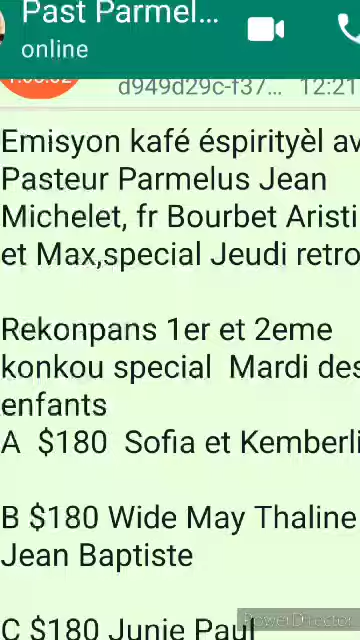 Past Parmel...
online
d949d29c-f37... 12:21
Emisyon kafé éspirityèl av
Pasteur Parmelus Jean
Michelet, fr Bourbet Aristi
et Max,special Jeudi retro
Rekonpans 1er et 2eme
konkou special Mardi des
enfants
A $180 Sofia et Kemberli
B $180 Wide May Thaline
Jean Baptiste
C $180 Junie Paul
PowerDirector